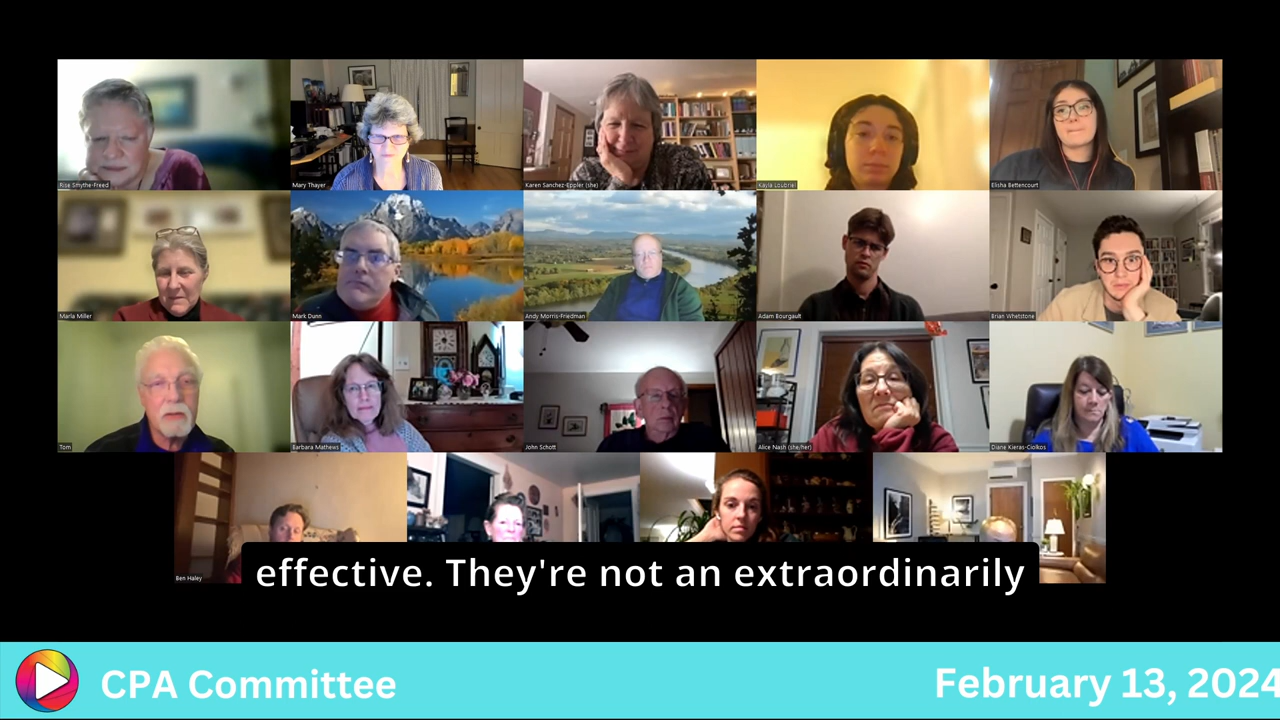 Rise Smythe-Freed
Mary Thayer
Karen Sanchez-Eppler (she)
Kayla Loubriel
Elisha Bettencourt
Marla Miller
Mark Dunn
Andy Morris-Friedman
Adam Bourgault
Brian Whetstone
Tom
Barbara Mathews
John Schott
Alice Nash (she/her)
Diane Kieras-Ciolkos
Ben Haley
effective. They're not an extraordinarily
CPA Committee
February 13, 2024